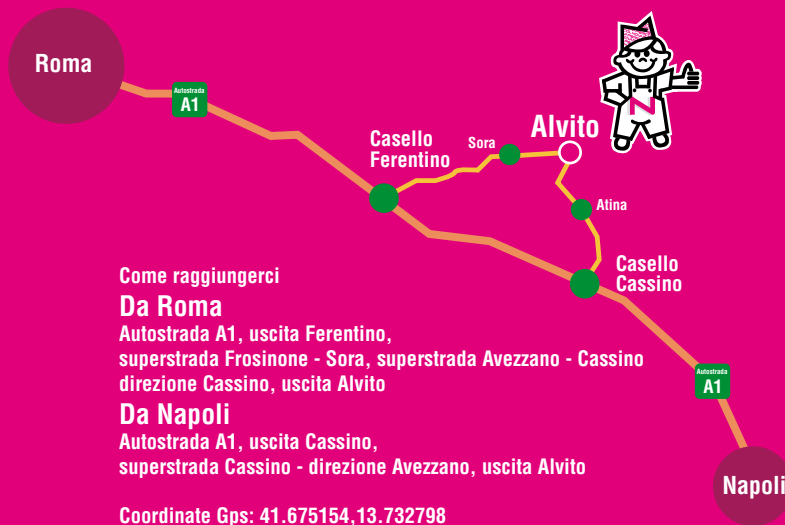 Roma
Autostrada
A1
Casello
Ferentino
Sora
Alvito
N
Atina
Casello
Cassino
Come raggiungerci
Da Roma
Autostrada A1, uscita Ferentino,
superstrada Frosinone - Sora, superstrada Avezzano - Cassino
direzione Cassino, uscita Alvito
Da Napoli
Autostrada A1, uscita Cassino,
superstrada Cassino - direzione Avezzano, uscita Alvito
Coordinate Gps: 41.675154,13.732798
Autostrada
A1
Napoli